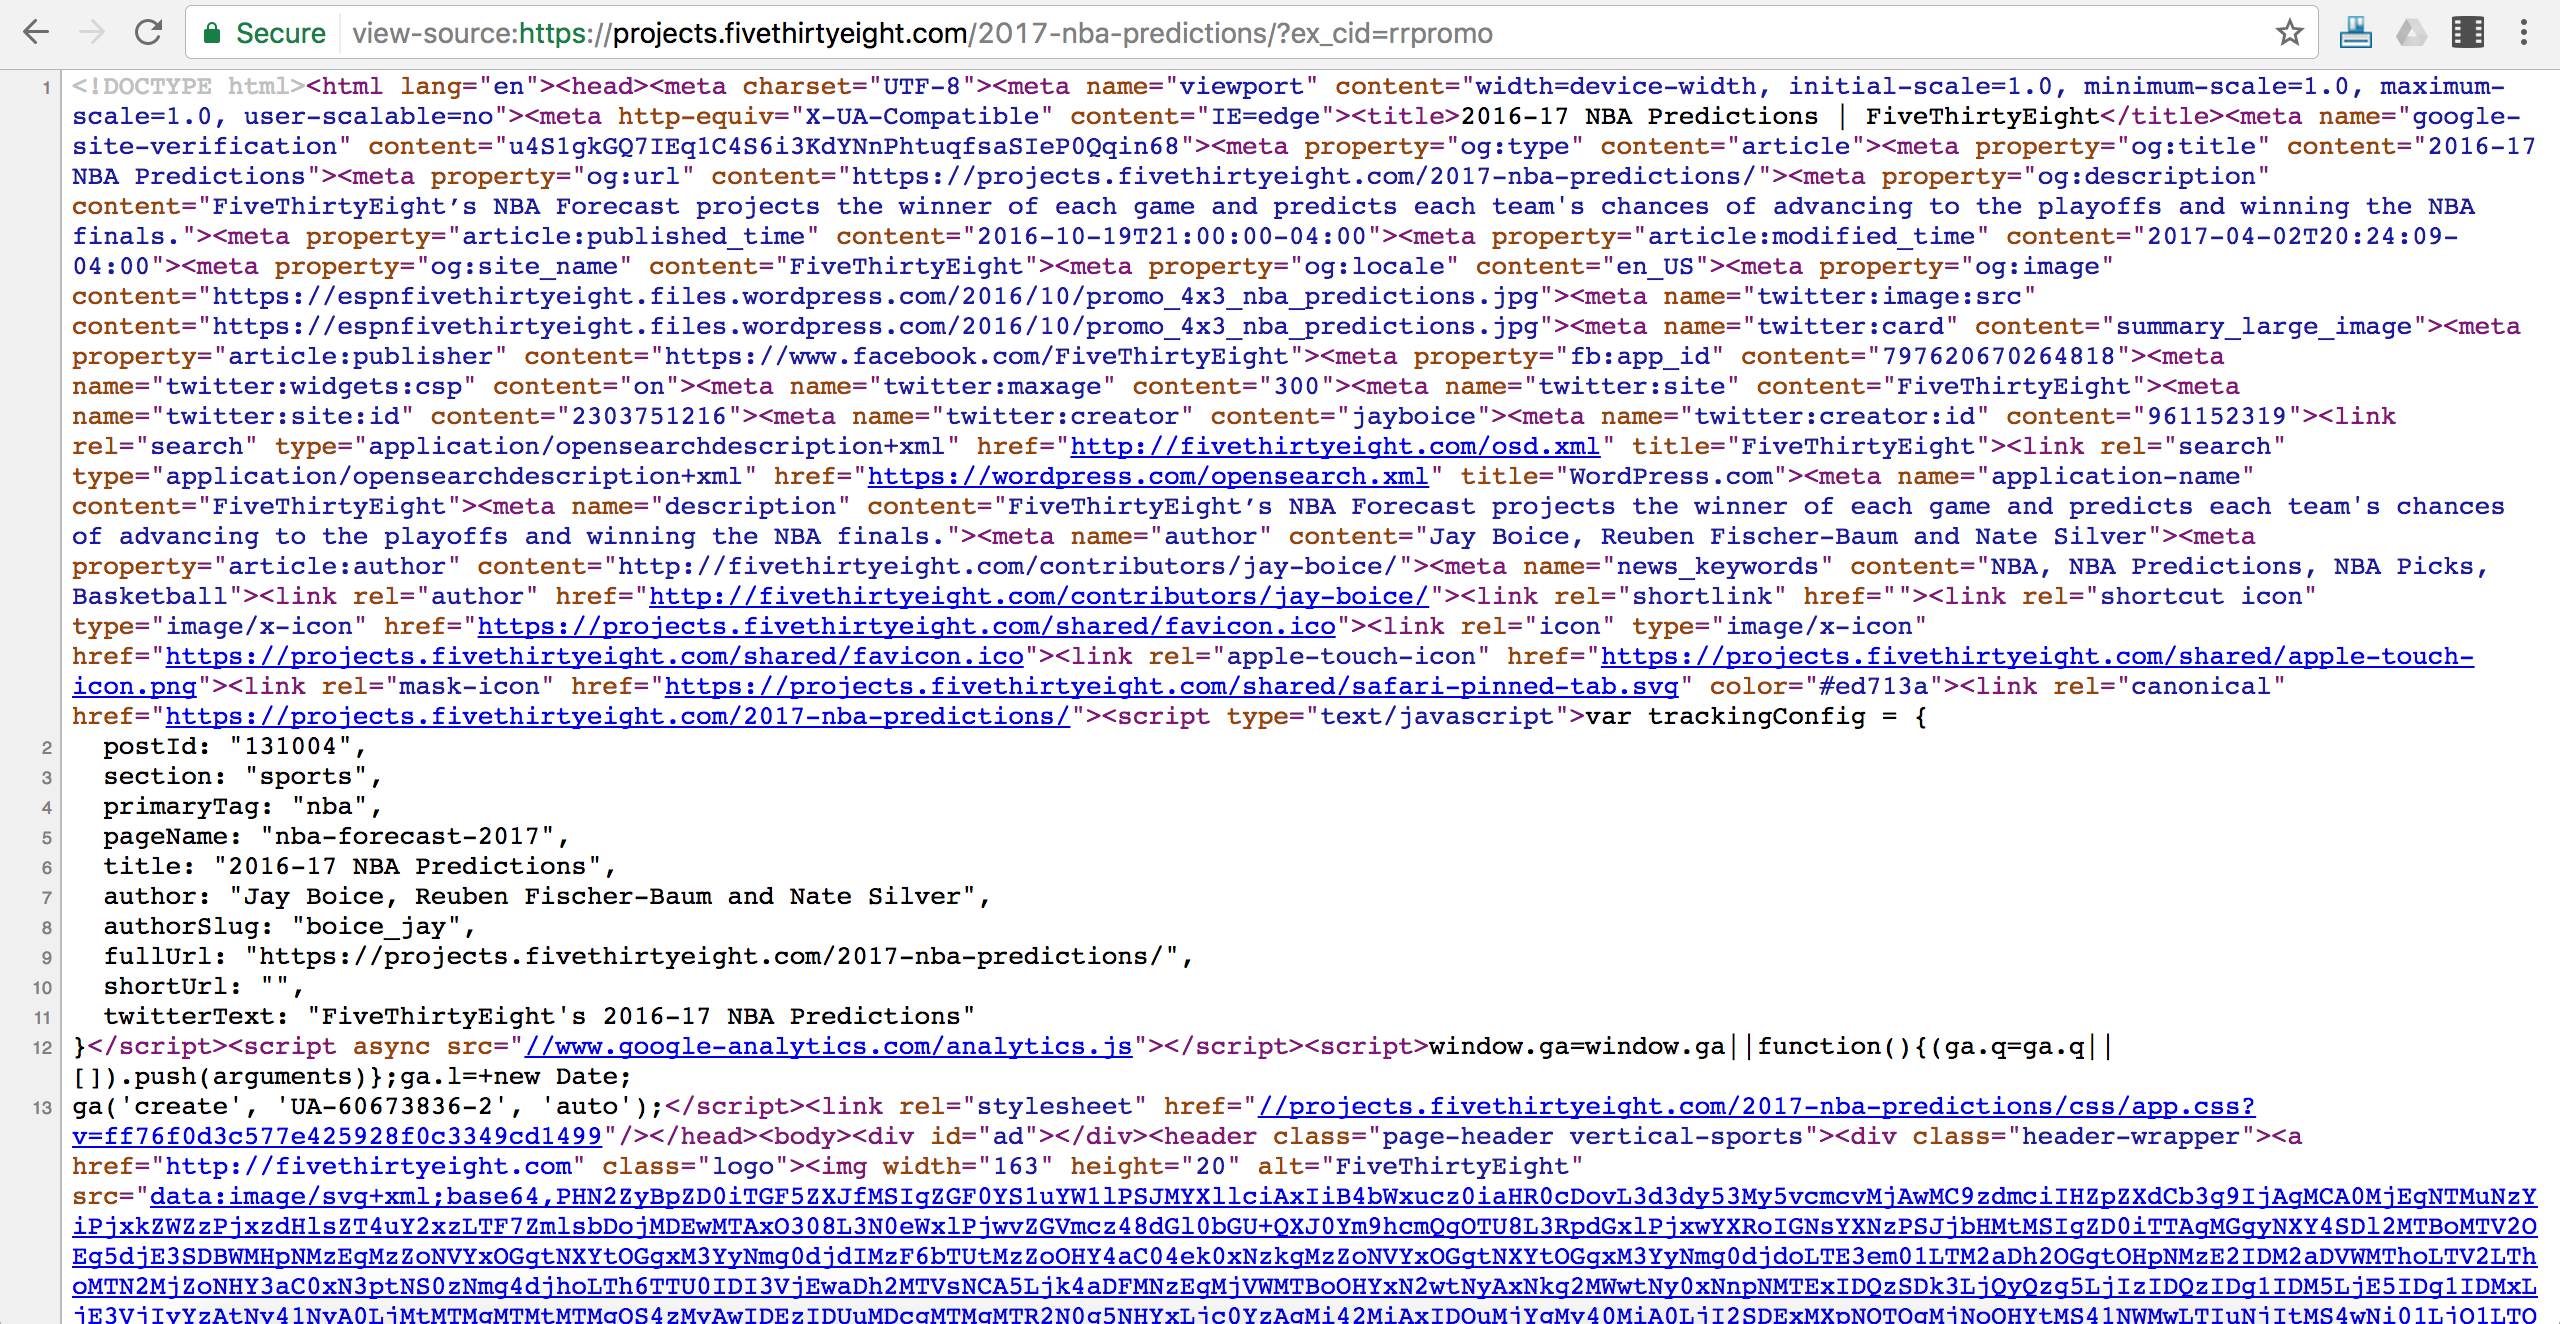 Secure view-source:https://projects.fivethirtyeight.com/2017-nba-predictions/?ex_cid=rrpromo
1 <!DOCTYPE html><html lang="en"><head><meta charset="UTF-8"><meta name="viewport" content="width=device-width, initial-scale=1.0, minimum-scale=1.0, maximum-
scale=1.0, user-scalable=no"><meta http-equiv="X-UA-Compatible" content="IE=edge"><title>2016-17 NBA Predictions | FiveThirtyEight</title><meta name="google-
site-verification" content="u4S1gkGQ7IEq1C4S6i3KdYNnPhtuqfsaSIeP0Qqin68"><meta property="og:type" content="article"><meta property="og:title" content="2016-17
NBA Predictions"><meta property="og:url" content="https://projects.fivethirtyeight.com/2017-nba-predictions/"><meta property="og:description"
content="FiveThirtyEight’s NBA Forecast projects the winner of each game and predicts each team's chances of advancing to the playoffs and winning the NBA
finals."><meta property="article:published_time" content="2016-10-19T21:00:00-04:00"><meta property="article:modified_time" content="2017-04-02T20:24:09-
04:00"><meta property="og:site_name" content="FiveThirtyEight"><meta property="og:locale" content="en_US"><meta property="og:image"
content="https://espnfivethirtyeight.files.wordpress.com/2016/10/promo_4x3_nba_predictions.jpg"><meta name="twitter:image:src"
content="https://espnfivethirtyeight.files.wordpress.com/2016/10/promo_4x3_nba_predictions.jpg"><meta name="twitter:card" content="summary_large_image"><meta
property="article:publisher" content="https://www.facebook.com/FiveThirtyEight"><meta property="fb:app_id" content="797620670264818"><meta
name="twitter:widgets:csp" content="on"><meta name="twitter:maxage" content="300"><meta name="twitter:site" content="FiveThirtyEight"><meta
name="twitter:site:id" content="2303751216"><meta name="twitter:creator" content="jayboice"><meta name="twitter:creator:id" content="961152319"><link
rel="search" type="application/opensearchdescription+xml" href="http://fivethirtyeight.com/osd.xml" title="FiveThirtyEight"><link rel="search"
type="application/opensearchdescription+xml" href="https://wordpress.com/opensearch.xml" title="WordPress.com"><meta name="application-name"
content="FiveThirtyEight"><meta name="description" content="FiveThirtyEight’s NBA Forecast projects the winner of each game and predicts each team's chances
of advancing to the playoffs and winning the NBA finals."><meta name="author" content="Jay Boice, Reuben Fischer-Baum and Nate Silver"><meta
property="article:author" content="http://fivethirtyeight.com/contributors/jay-boice/"><meta name="news_keywords" content="NBA, NBA Predictions, NBA Picks,
Basketball"><link rel="author" href="http://fivethirtyeight.com/contributors/jay-boice/"><link rel="shortlink" href=""><link rel="shortcut icon"
type="image/x-icon" href="https://projects.fivethirtyeight.com/shared/favicon.ico"><link rel="icon" type="image/x-icon"
href="https://projects.fivethirtyeight.com/shared/favicon.ico"><link rel="apple-touch-icon" href="https://projects.fivethirtyeight.com/shared/apple-touch-
icon.png"><link rel="mask-icon" href="https://projects.fivethirtyeight.com/shared/safari-pinned-tab.svg" color="#ed713a"><link rel="canonical"
href="https://projects.fivethirtyeight.com/2017-nba-predictions/"><script type="text/javascript">var trackingConfig = {
2 postId: "131004",
3 section: "sports",
4 primaryTag: "nba",
5 pageName: "nba-forecast-2017",
6 title: "2016-17 NBA Predictions",
7 author: "Jay Boice, Reuben Fischer-Baum and Nate Silver",
8 authorSlug: "boice_jay",
9 fullUrl: "https://projects.fivethirtyeight.com/2017-nba-predictions/",
10 shortUrl: "",
11 twitterText: "FiveThirtyEight's 2016-17 NBA Predictions"
12 }</script><script async src="//www.google-analytics.com/analytics.js"></script><script>window.ga=window.ga||function(){(ga.q=ga.q||
[]).push(arguments)};ga.l=+new Date;
13 ga('create', 'UA-60673836-2', 'auto');</script><link rel="stylesheet" href="//projects.fivethirtyeight.com/2017-nba-predictions/css/app.css?
v=ff76f0d3c577e425928f0c3349cd1499"/></head><body><div id="ad"></div><header class="page-header vertical-sports"><div class="header-wrapper"><a
href="http://fivethirtyeight.com" class="logo"><img width="163" height="20" alt="FiveThirtyEight"
src="data:image/svg+xml;base64,